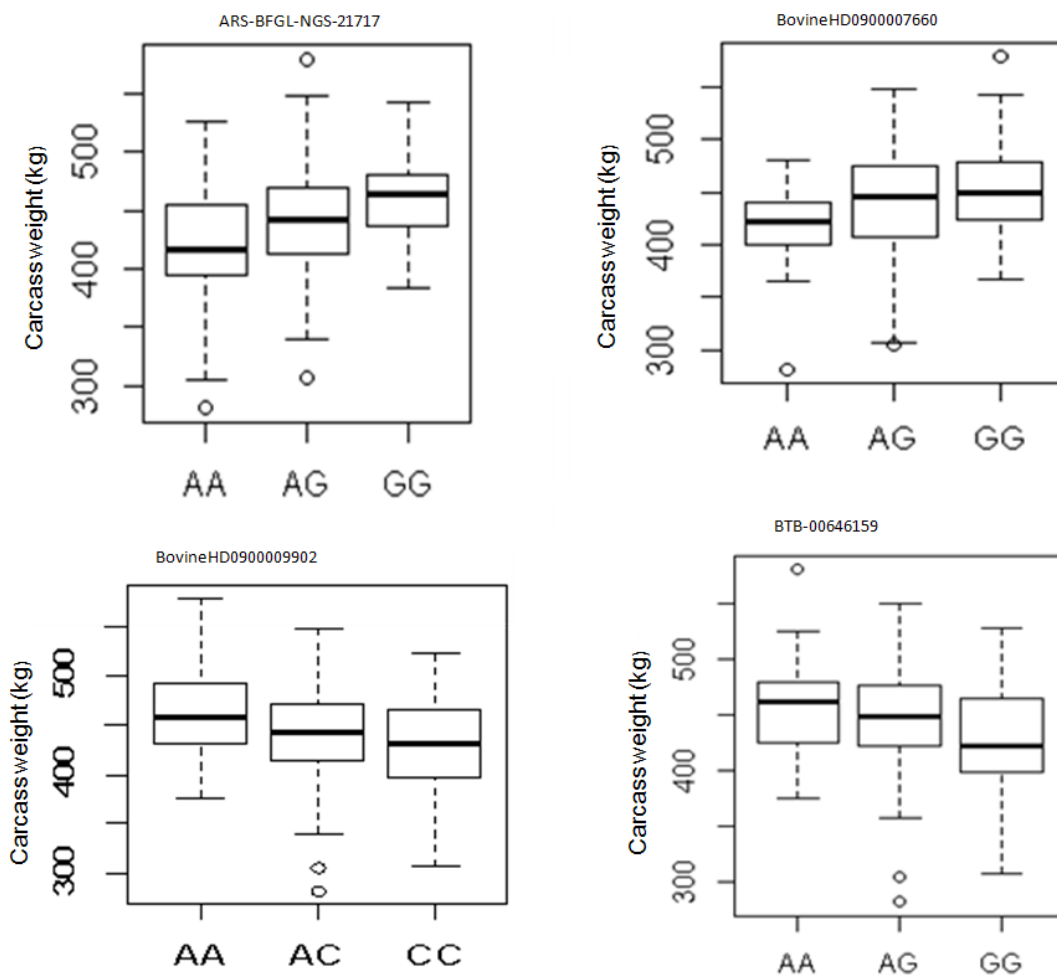 ARS-BFGL-NGS-21717
Carcassweight (kg)
500
400
300
AA AG GG
BovineHD0900007660
Carcassweight (kg)
500
400
300
AA AG GG
BovineHD0900009902
Carcassweight (kg)
500
400
300
AA AC CC
BTB-00646159
Carcassweight (kg)
500
400
300
AA AG GG